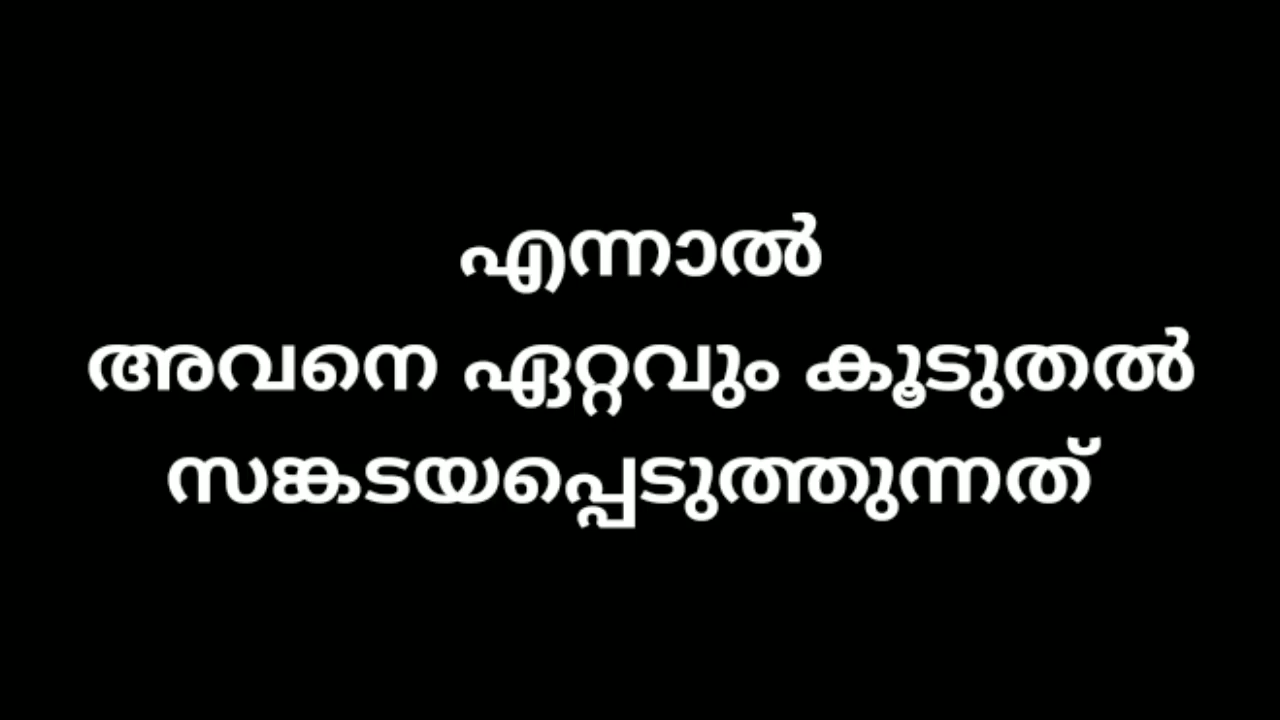 എന്നാൽ
അവനെ ഏറ്റവും കൂടുതൽ
സങ്കടയപ്പെടുത്തുന്നത്